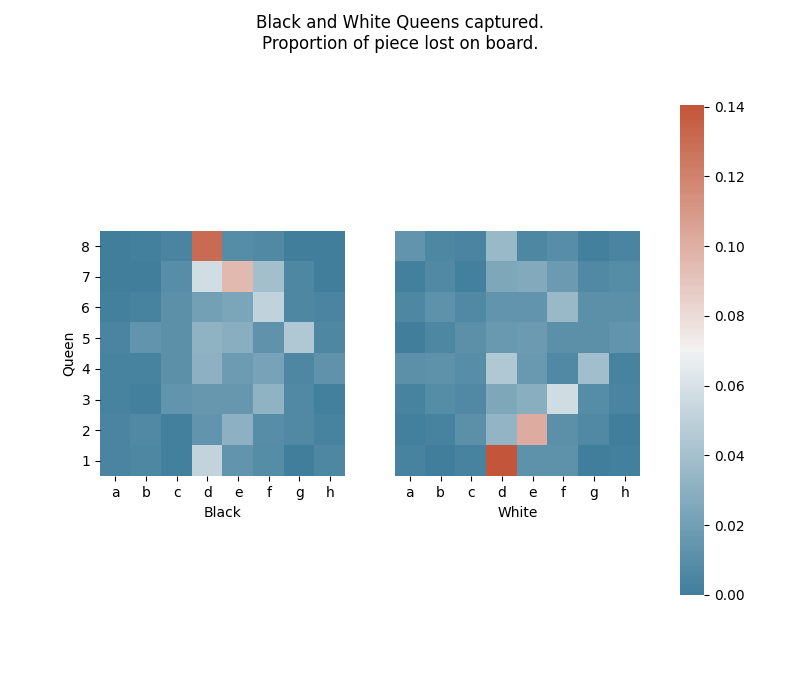 Black and White Queens captured.
Proportion of piece lost on board.
Queen
8
7
6
5
4
3
2
1
a b c d e f g h
Black
a b c d e f g h
White
0.14
0.12
0.10
0.08
0.06
0.04
0.02
0.00